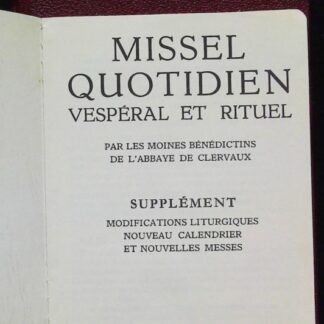 MISSEL
QUOTIDIEN
VESPÉRAL ET RITUEL
PAR LES MOINES BÉNÉDICTINS
DE L'ABBAYE DE CLERVAUX
SUPPLÉMENT
MODIFICATIONS LITURGIQUES
NOUVEAU CALENDRIER
ET NOUVELLES MESSES